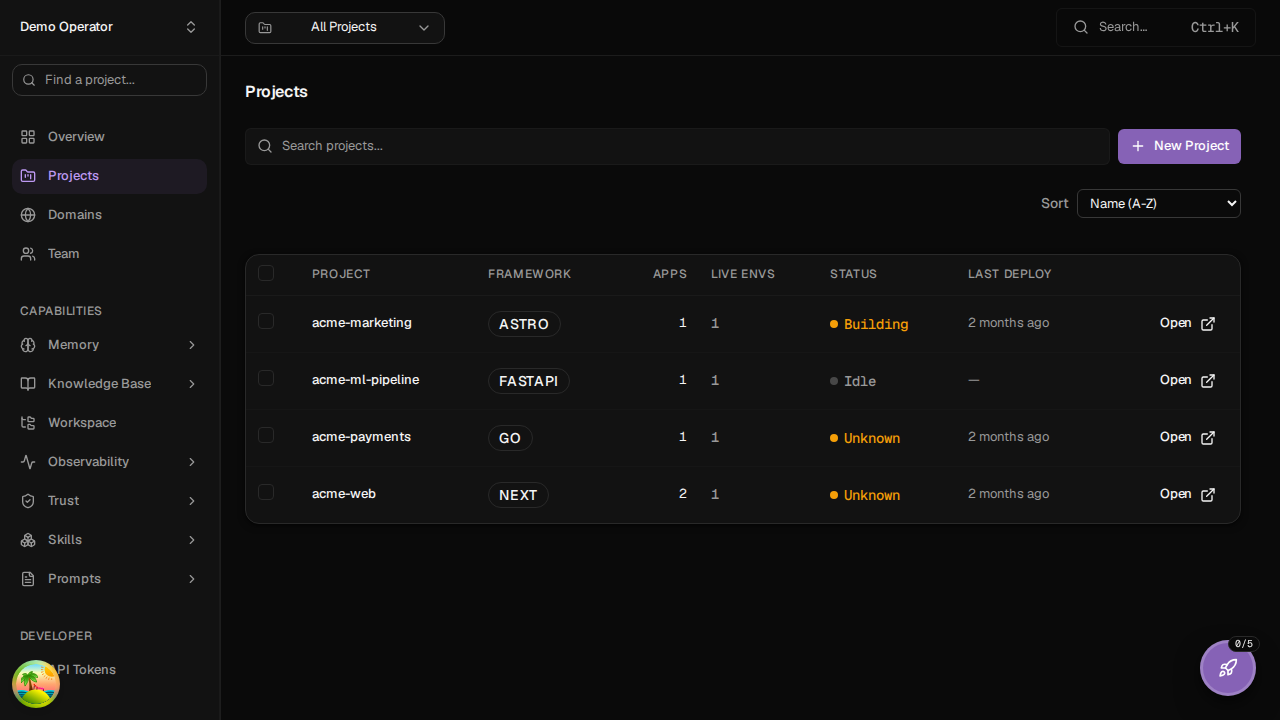 Demo Operator
All Projects
Search...
Ctrl+K
Find a project...
Overview
Projects
Domains
Team
CAPABILITIES
Memory
Knowledge Base
Workspace
Observability
Trust
Skills
Prompts
DEVELOPER
API Tokens
Projects
Search projects...
New Project
Sort
Name (A-Z)
PROJECT FRAMEWORK APPS LIVE ENVS STATUS LAST DEPLOY
acme-marketing ASTRO 1 1 Building 2 months ago Open
acme-ml-pipeline FASTAPI 1 1 Idle — Open
acme-payments GO 1 1 Unknown 2 months ago Open
acme-web NEXT 2 1 Unknown 2 months ago Open
0/5